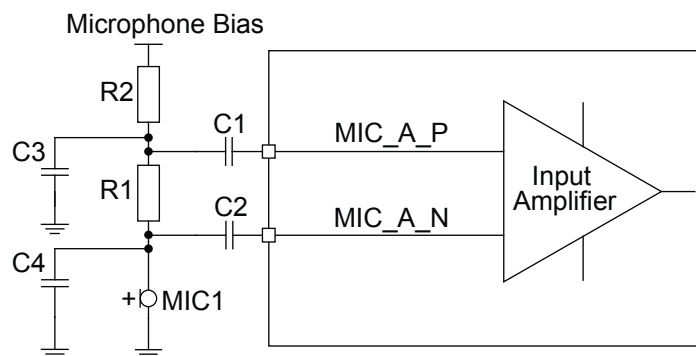 Microphone Bias
R2
C1
MIC_A_P
C3
R1
Input
Amplifier
C2
MIC_A_N
C4
+
MIC1